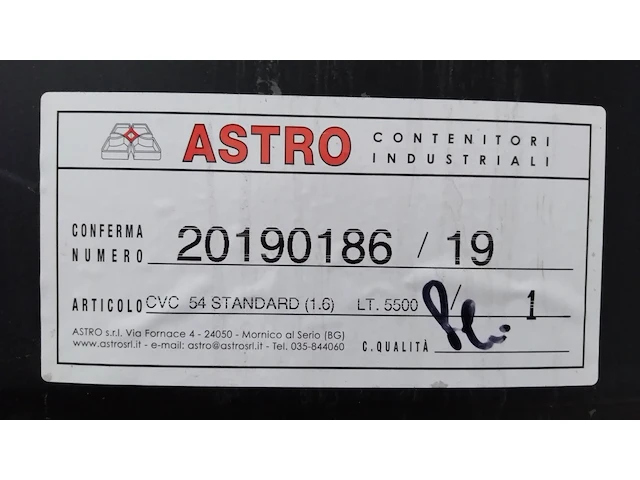 ASTRO CONTENITORI
INDUSTRIALI
CONFERMA
NUMERO 20190186 / 19
ARTICOLO CVC 54 STANDARD (1.6) LT. 5500 / 1
ASTRO s.r.l. Via Fornace 4 - 24050 - Mornico al Serio (BG)
www.astrosrl.it - e-mail: astro@astrosrl.it - Tel. 035-844060
C.QUALITÀ